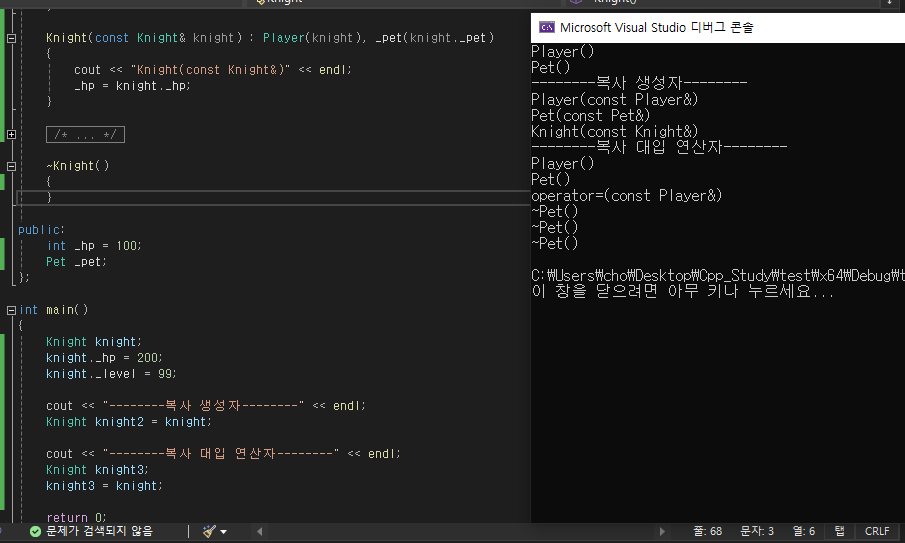 Knight
Knight()
Knight(const Knight& knight) : Player(knight), _pet(knight._pet)
{
cout << "Knight(const Knight&)" << endl;
_hp = knight._hp;
}
/* ... */
~Knight()
{
}
public:
int _hp = 100;
Pet _pet;
};
int main()
{
Knight knight;
knight._hp = 200;
knight._level = 99;
cout << "--------복사 생성자--------" << endl;
Knight knight2 = knight;
cout << "--------복사 대입 연산자--------" << endl;
Knight knight3;
knight3 = knight;
return 0;
Microsoft Visual Studio 디버그 콘솔
Player()
Pet()
--------복사 생성자--------
Player(const Player&)
Pet(const Pet&)
Knight(const Knight&)
--------복사 대입 연산자--------
Player()
Pet()
operator=(const Player&)
~Pet()
~Pet()
~Pet()
C:₩Users₩cho₩Desktop₩Cpp_Study₩test₩x64₩Debug₩t
이 창을 닫으려면 아무 키나 누르세요...
문제가 검색되지 않음
줄: 68 문자: 3 열: 6 탭 CRLF